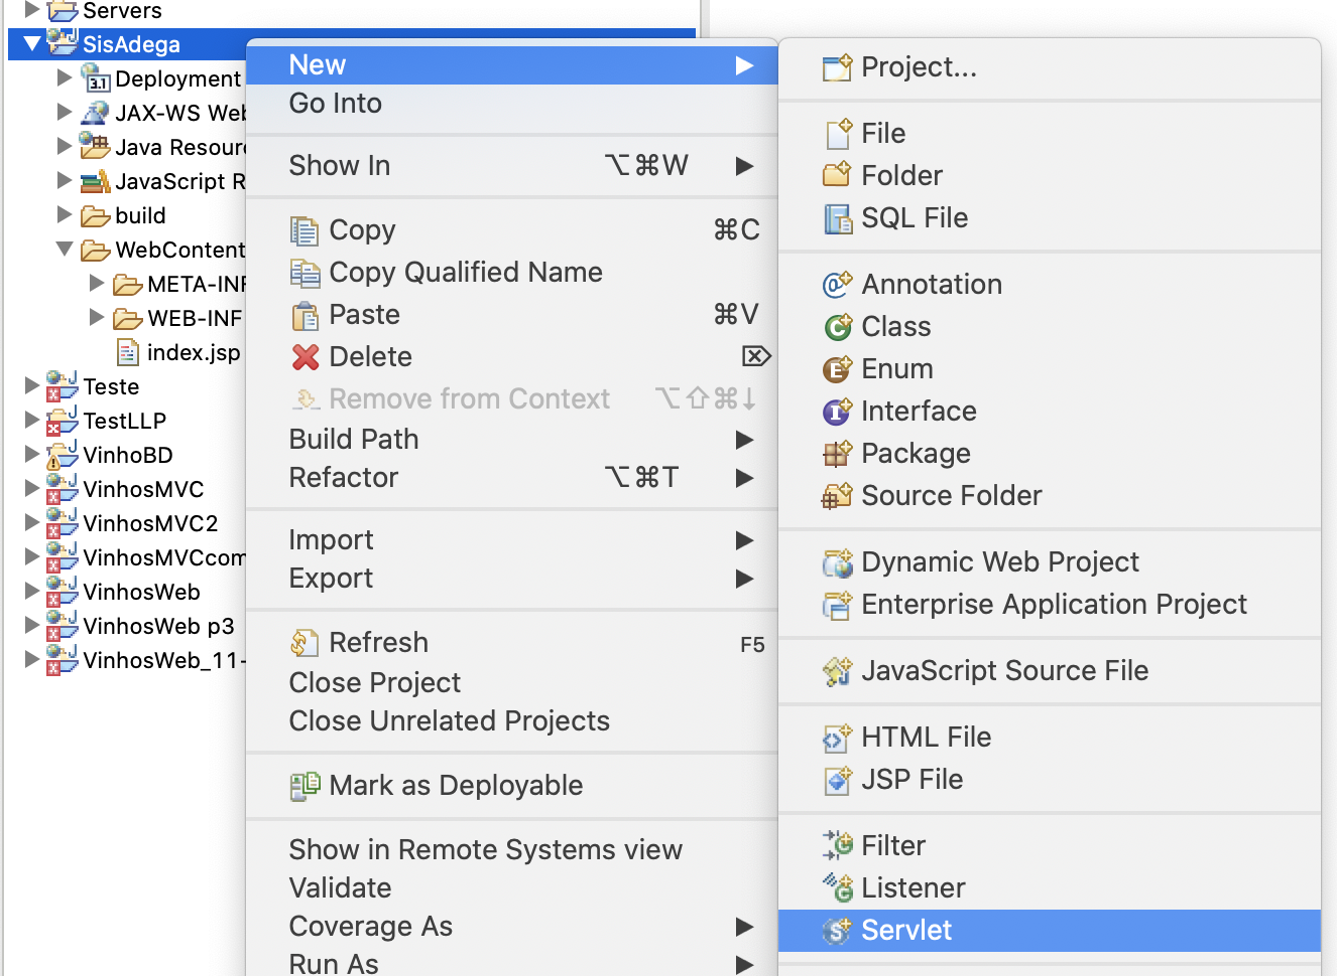 Servers
SisAdega
3.1 Deployment
JAX-WS Web
Java Resour
JavaScript R
build
WebContent
META-INF
WEB-INF
index.jsp
Teste
TestLLP
VinhoBD
VinhosMVC
VinhosMVC2
VinhosMVCcom
VinhosWeb
VinhosWeb p3
VinhosWeb_11-
New
Go Into
Show In ⌥⌘W
Copy ⌘C
Copy Qualified Name
Paste ⌘V
Delete ⌦
Remove from Context ⌥⇧⌘↓
Build Path
Refactor ⌥⌘T
Import
Export
Refresh F5
Close Project
Close Unrelated Projects
Mark as Deployable
Show in Remote Systems view
Validate
Coverage As
Run As
Project...
File
Folder
SQL File
Annotation
Class
Enum
Interface
Package
Source Folder
Dynamic Web Project
Enterprise Application Project
JavaScript Source File
HTML File
JSP File
Filter
Listener
Servlet